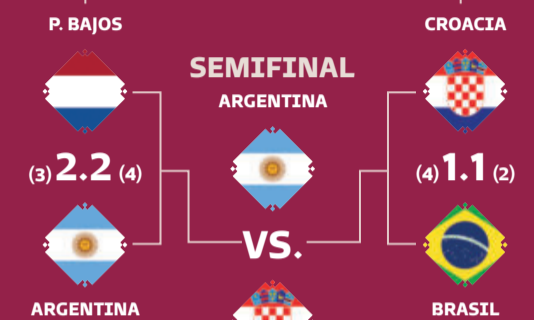 P. BAJOS
CROACIA
SEMIFINAL
ARGENTINA
(3) 2.2 (4)
(4) 1.1 (2)
VS.
ARGENTINA
BRASIL